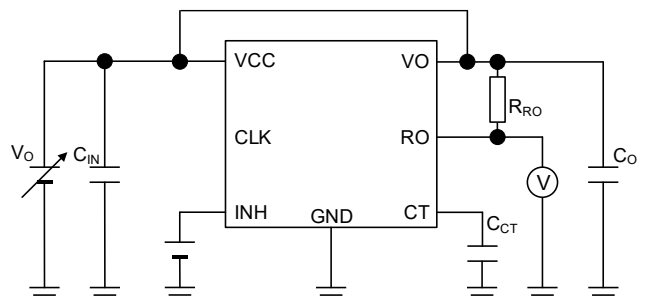 VCC
VO
R_RO
CLK
RO
V_O
C_IN
C_O
V
INH
GND
CT
C_CT